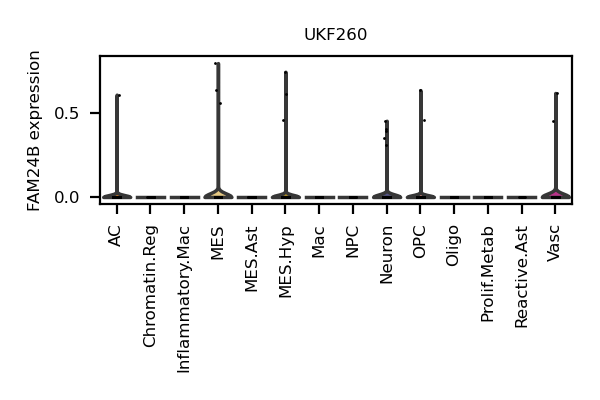 UKF260
FAM24B expression
0.5
0.0
AC
Chromatin.Reg
Inflammatory.Mac
MES
MES.Ast
MES.Hyp
Mac
NPC
Neuron
OPC
Oligo
Prolif.Metab
Reactive.Ast
Vasc